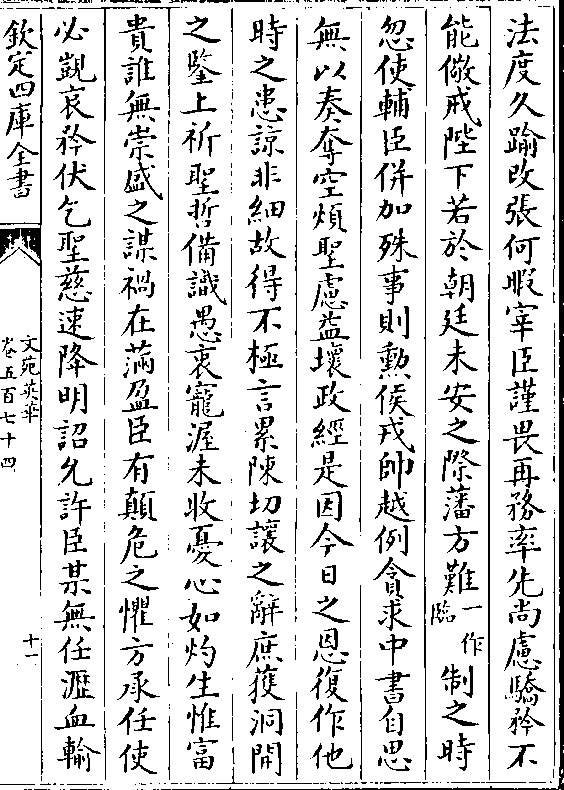 法度久踰改張何暇宰臣謹畏再務率先尚慮驕矜不
能儆戒陛下若於朝廷未安之際藩方難一作臨制之時
忽使輔臣併加殊事則勲侯戎帥越例貪求中書自思
無以奏奪空煩聖慮益壞政經是因今日之恩復作他
時之患諒非細故得不極言累陳切讓之辭庶獲洞開
之鑒上祈聖哲備識愚衷寵渥未收憂心如灼生惟富
貴誰無崇盛之謀禍在滿盈臣有顛危之懼方承任使
必覬哀矜伏乞聖慈速降明詔允許臣某無任瀝血輸
欽定四庫全書
文苑英華
卷五百七十四
十一